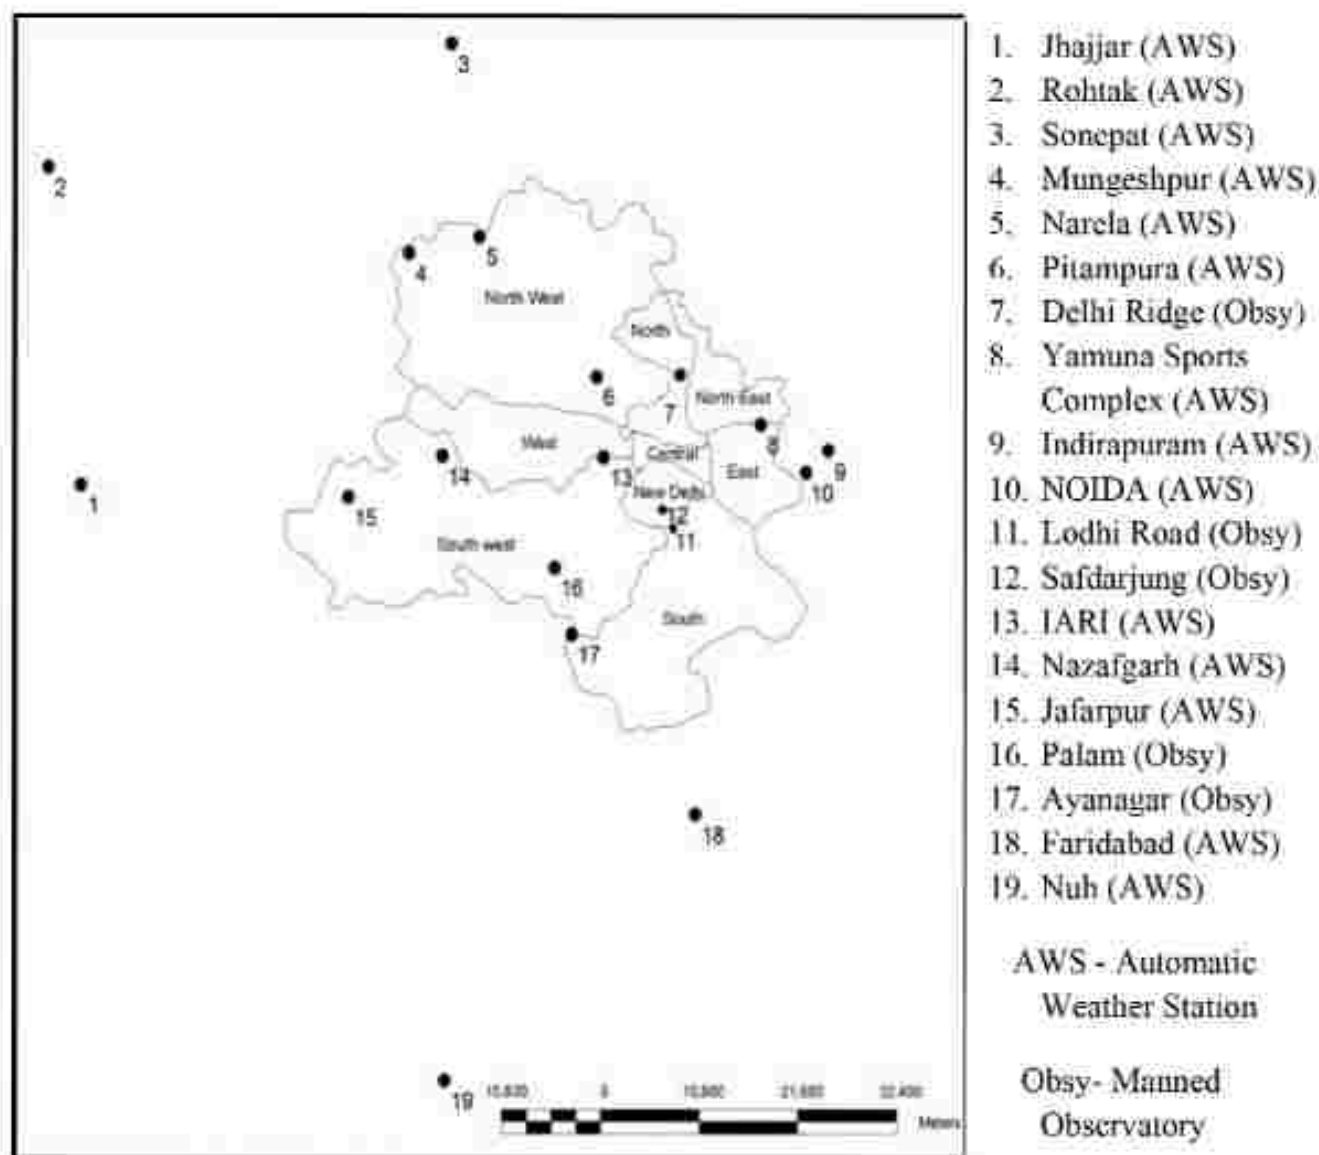 3
2
4
5
North West
North
6
7
North East
8
9
West
Central
13
14
East
10
1
15
New Delhi
12
11
South west
16
South
17
18
19
0
Meters
1. Jhajjar (AWS)
2. Rohtak (AWS)
3. Sonepat (AWS)
4. Mungeshpur (AWS)
5. Narela (AWS)
6. Pitampura (AWS)
7. Delhi Ridge (Obsy)
8. Yamuna Sports
Complex (AWS)
9. Indirapuram (AWS)
10. NOIDA (AWS)
11. Lodhi Road (Obsy)
12. Safdarjung (Obsy)
13. IARI (AWS)
14. Nazafgarh (AWS)
15. Jafarpur (AWS)
16. Palam (Obsy)
17. Ayanagar (Obsy)
18. Faridabad (AWS)
19. Nuh (AWS)
AWS - Automatic
Weather Station
Obsy- Manned
Observatory